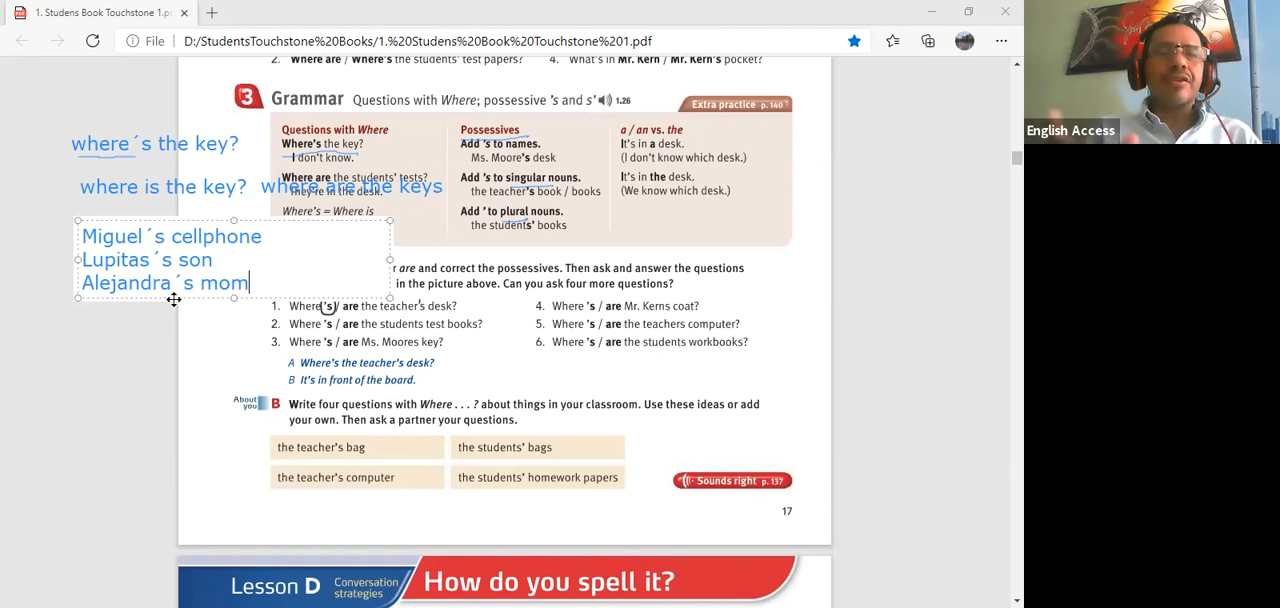 1. Studens Book Touchstone 1.pd
File D:/StudentsTouchstone%20Books/1.%20Studens%20Book%20Touchstone%201.pdf
2. Where are / Where's the students' test papers? 4. What's in Mr. Kern / Mr. Kern's pocket?
3 Grammar Questions with Where; possessive 's and s' 1.26
Extra practice p. 140
Questions with Where
Where's the key?
I don't know.
Where are the students' tests?
They're in the desk.
Where's = Where is
Possessives
Add 's to names.
Ms. Moore's desk
Add 's to singular nouns.
the teacher's book / books
Add ' to plural nouns.
the students' books
a / an vs. the
It's in a desk.
(I don't know which desk.)
It's in the desk.
(We know which desk.)
where´s the key?
where is the key? where are the keys
Miguel´s cellphone
Lupitas´s son
Alejandra´s mom
r are and correct the possessives. Then ask and answer the questions
in the picture above. Can you ask four more questions?
1. Where 's / are the teacher's desk?
2. Where 's / are the students test books?
3. Where 's / are Ms. Moores key?
4. Where 's / are Mr. Kerns coat?
5. Where 's / are the teachers computer?
6. Where 's / are the students workbooks?
A Where's the teacher's desk?
B It's in front of the board.
About you
B Write four questions with Where . . . ? about things in your classroom. Use these ideas or add
your own. Then ask a partner your questions.
the teacher's bag
the students' bags
the teacher's computer
the students' homework papers
Sounds right p. 137
17
Lesson D Conversation strategies
How do you spell it?
English Access